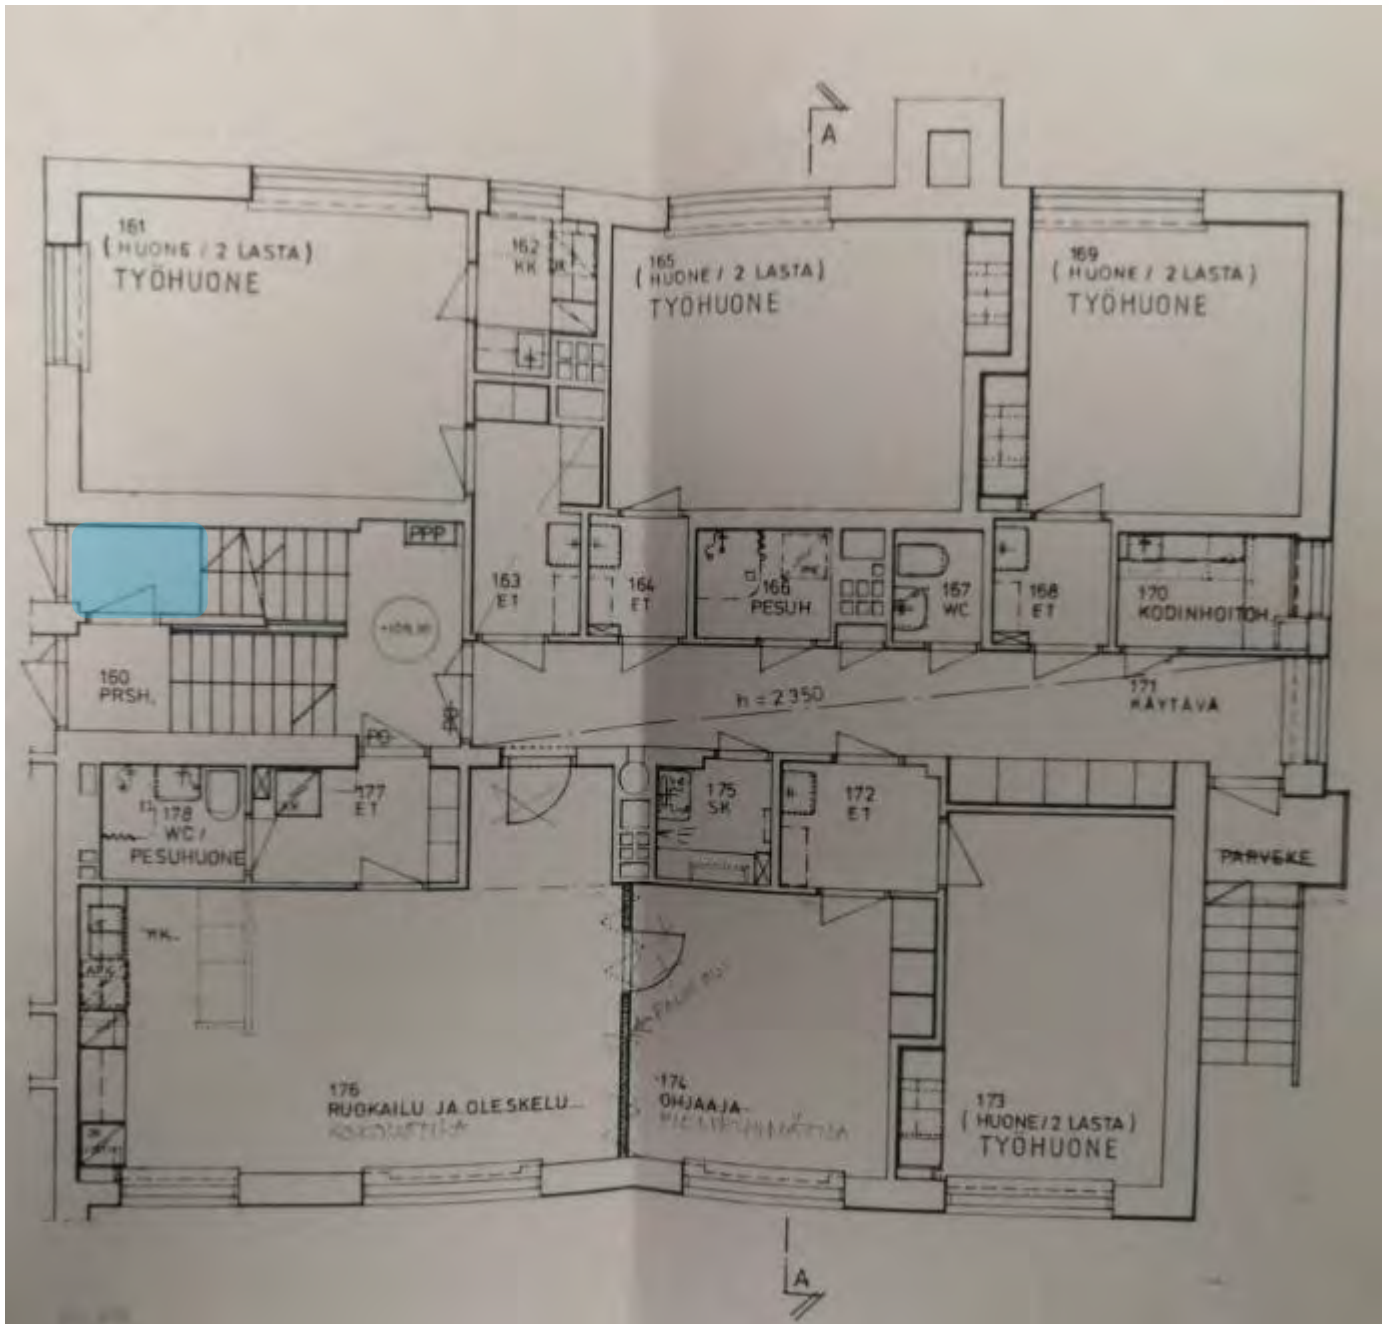 A
161
( HUONE / 2 LASTA )
TYÖHUONE
162
KK
165
( HUONE / 2 LASTA )
TYÖHUONE
169
( HUONE / 2 LASTA )
TYÖHUONE
PPP
163
ET
164
ET
166
PESUH
167
WC
168
ET
170
KODINHOITOH.
160
PRSH.
h = 2350
171
KÄYTÄVÄ
177
ET
178
WC /
PESUHUONE
175
SK
172
ET
PARVEKE
KK
176
RUOKAILU JA OLESKELU
174
OHJAAJA
173
( HUONE / 2 LASTA )
TYÖHUONE
A